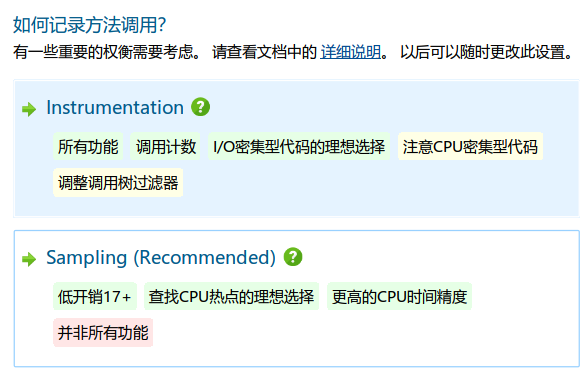 如何记录方法调用？
有一些重要的权衡需要考虑。 请查看文档中的 详细说明。 以后可以随时更改此设置。
Instrumentation ?
所有功能 调用计数 I/O密集型代码的理想选择 注意CPU密集型代码
调整调用树过滤器
Sampling (Recommended) ?
低开销17+ 查找CPU热点的理想选择 更高的CPU时间精度
并非所有功能